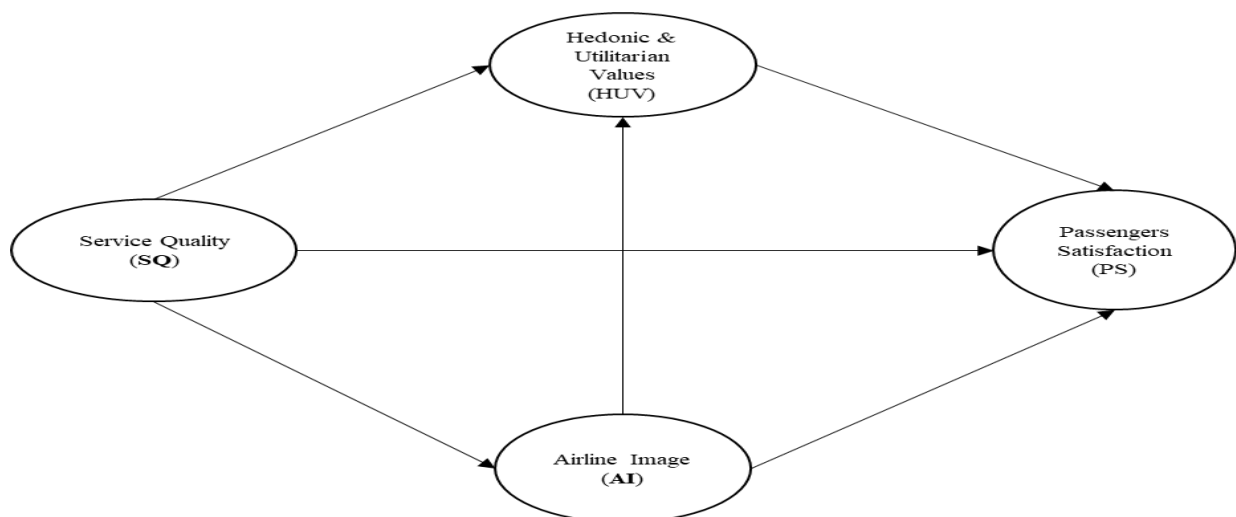 Hedonic &
Utilitarian
Values
(HUV)
Service Quality
(SQ)
Passengers
Satisfaction
(PS)
Airline Image
(AI)